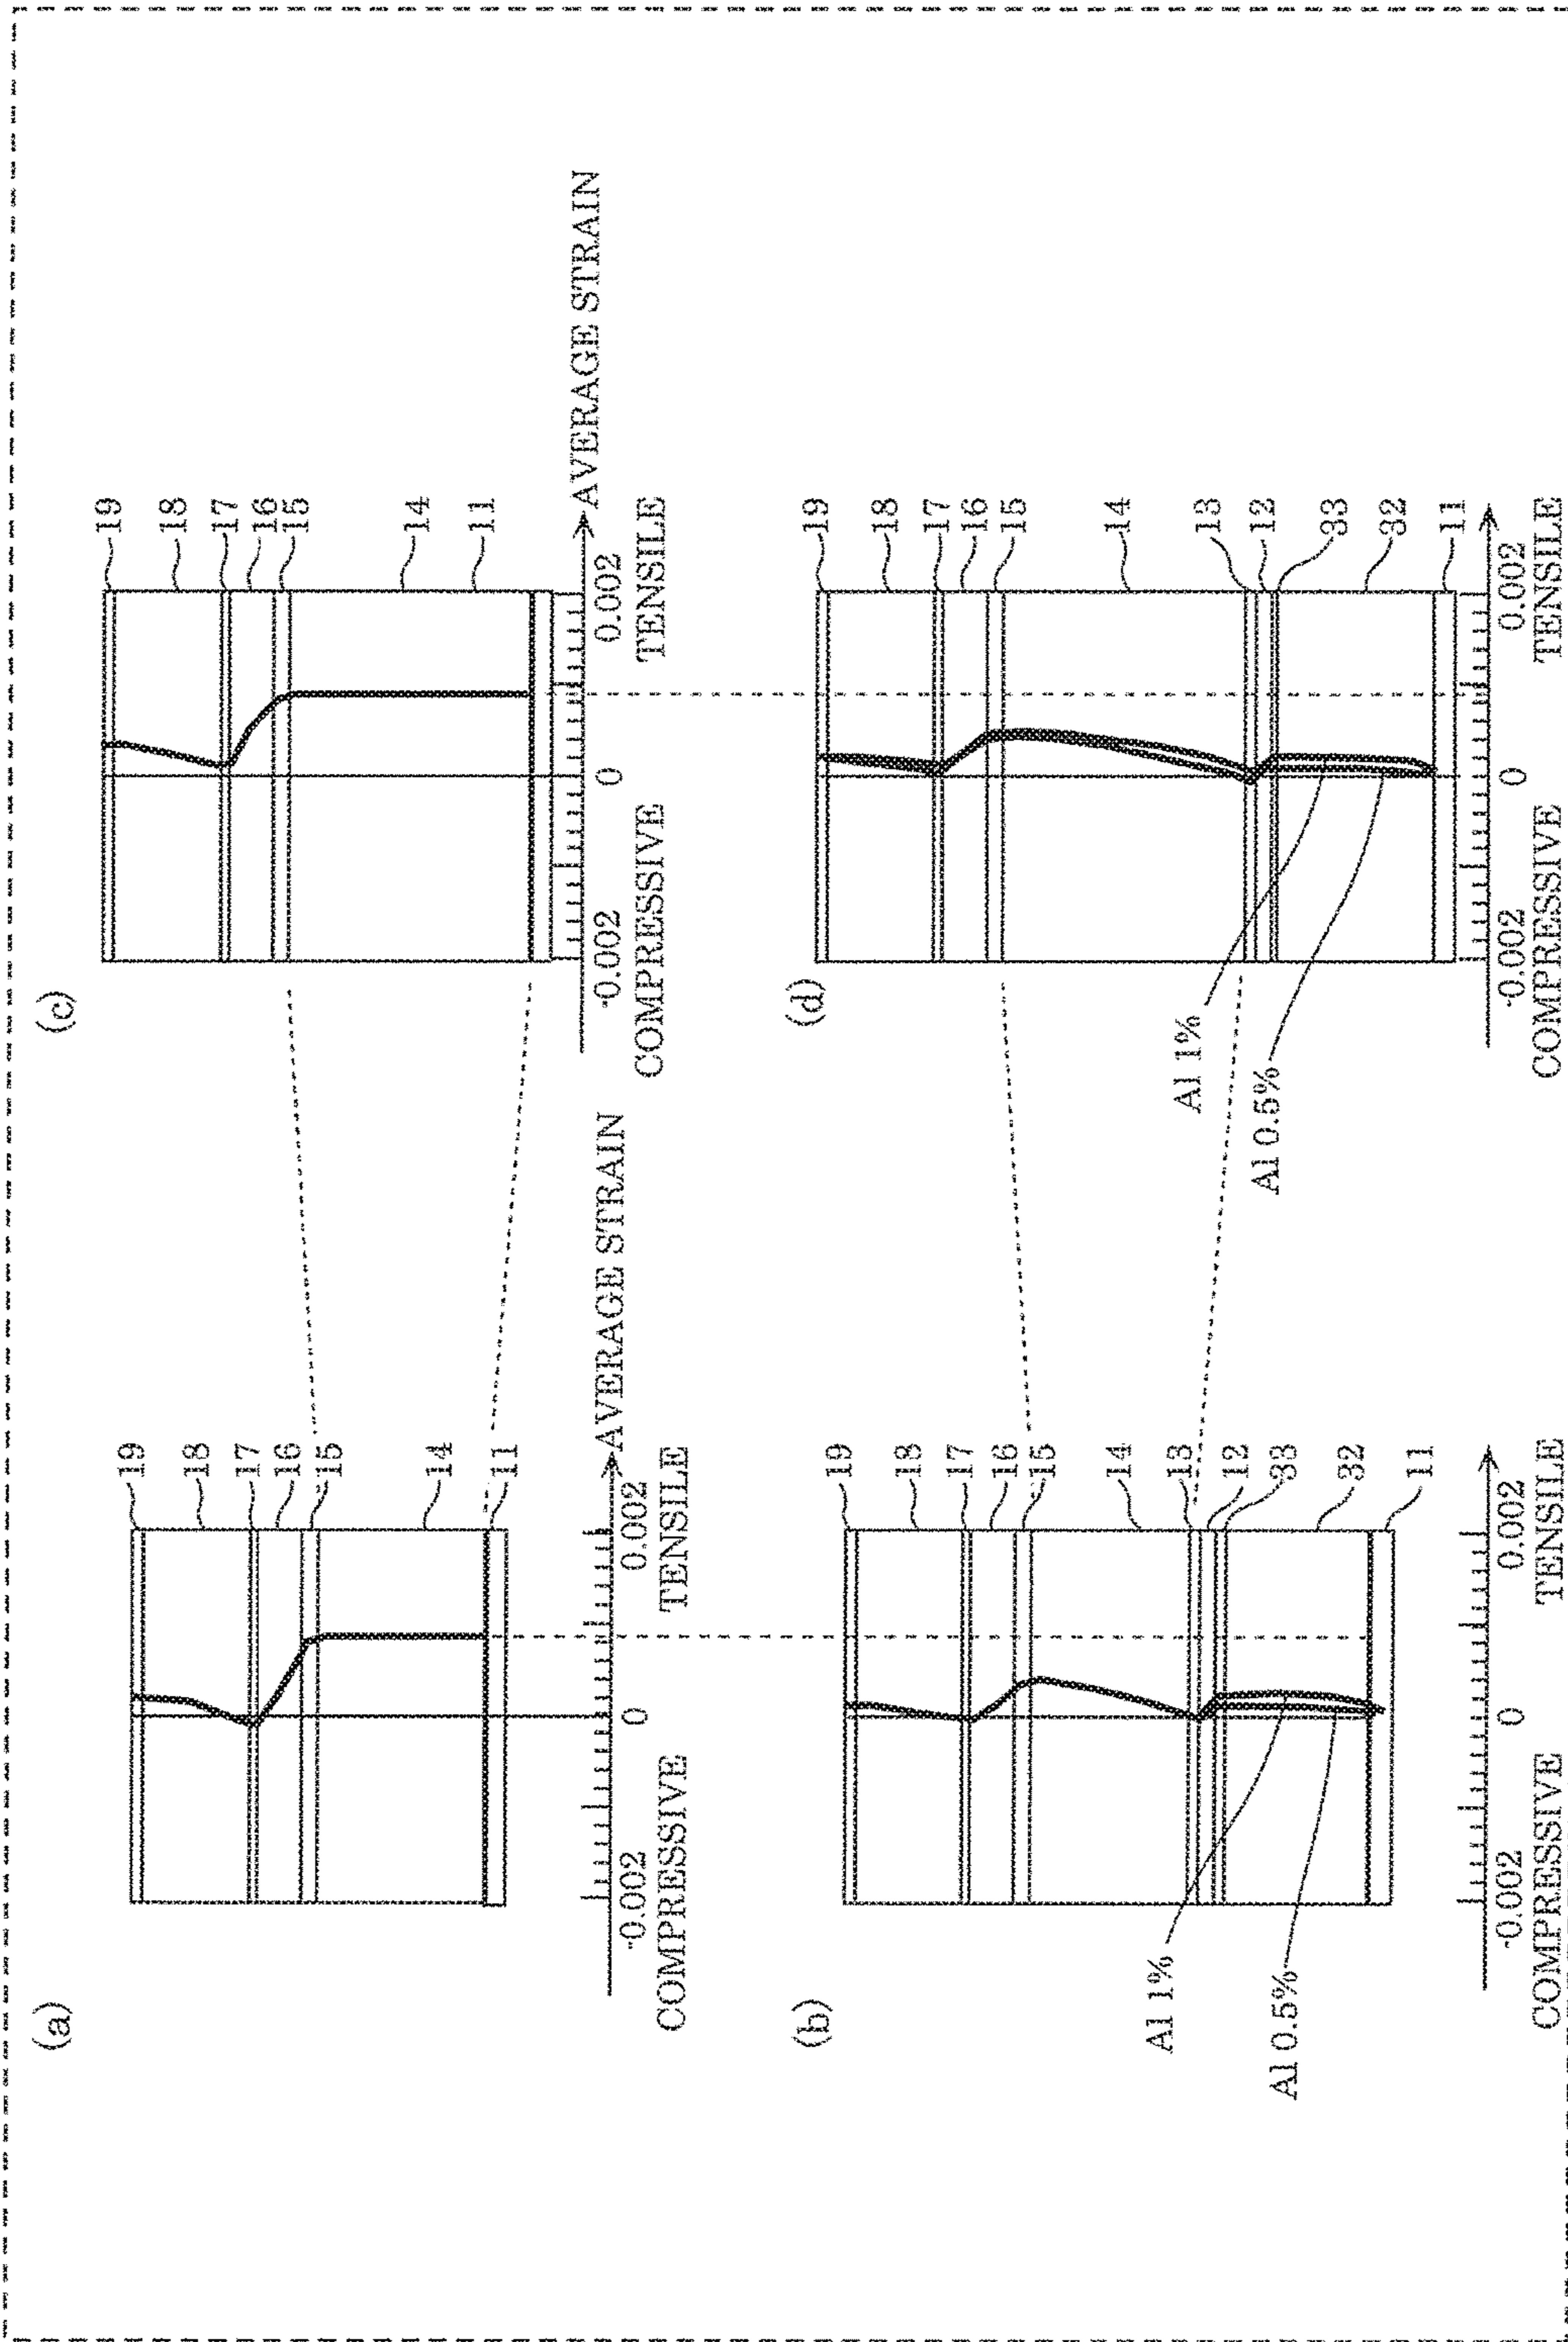 (a)
19
18
17
16
15
14
11
AVERAGE STRAIN
-0.002
0
0.002
COMPRESSIVE
TENSILE
(c)
19
18
17
16
15
14
11
AVERAGE STRAIN
-0.002
0
0.002
COMPRESSIVE
TENSILE
(b)
19
18
17
16
15
14
13
12
33
32
11
Al 1%
Al 0.5%
-0.002
0
0.002
COMPRESSIVE
TENSILE
(d)
19
18
17
16
15
14
13
12
33
32
11
Al 1%
Al 0.5%
-0.002
0
0.002
COMPRESSIVE
TENSILE